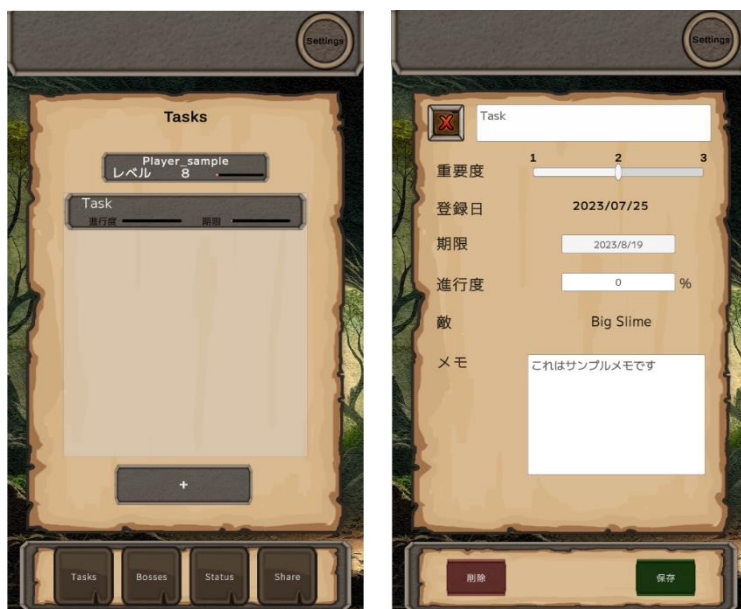 Settings
Tasks
Player_sample
レベル 8
Task
進行度 期限
+
Tasks Bosses Status Share
Settings
X Task
1 2 3
重要度
登録日 2023/07/25
期限 2023/8/19
進行度 0 %
敵 Big Slime
メモ これはサンプルメモです
削除 保存